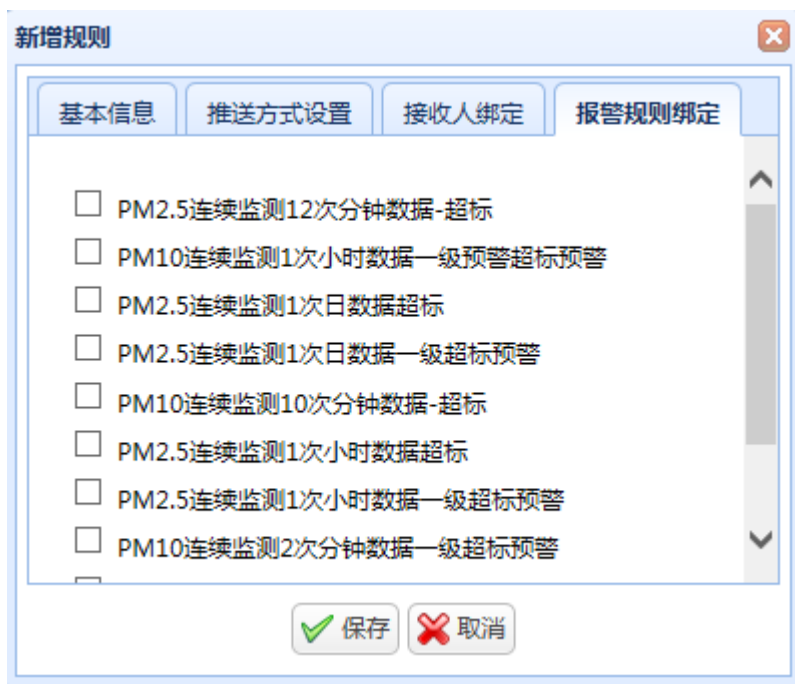 新增规则
基本信息 推送方式设置 接收人绑定 报警规则绑定
PM2.5连续监测12次分钟数据-超标
PM10连续监测1次小时数据一级预警超标预警
PM2.5连续监测1次日数据超标
PM2.5连续监测1次日数据一级超标预警
PM10连续监测10次分钟数据-超标
PM2.5连续监测1次小时数据超标
PM2.5连续监测1次小时数据一级超标预警
PM10连续监测2次分钟数据一级超标预警
保存 取消